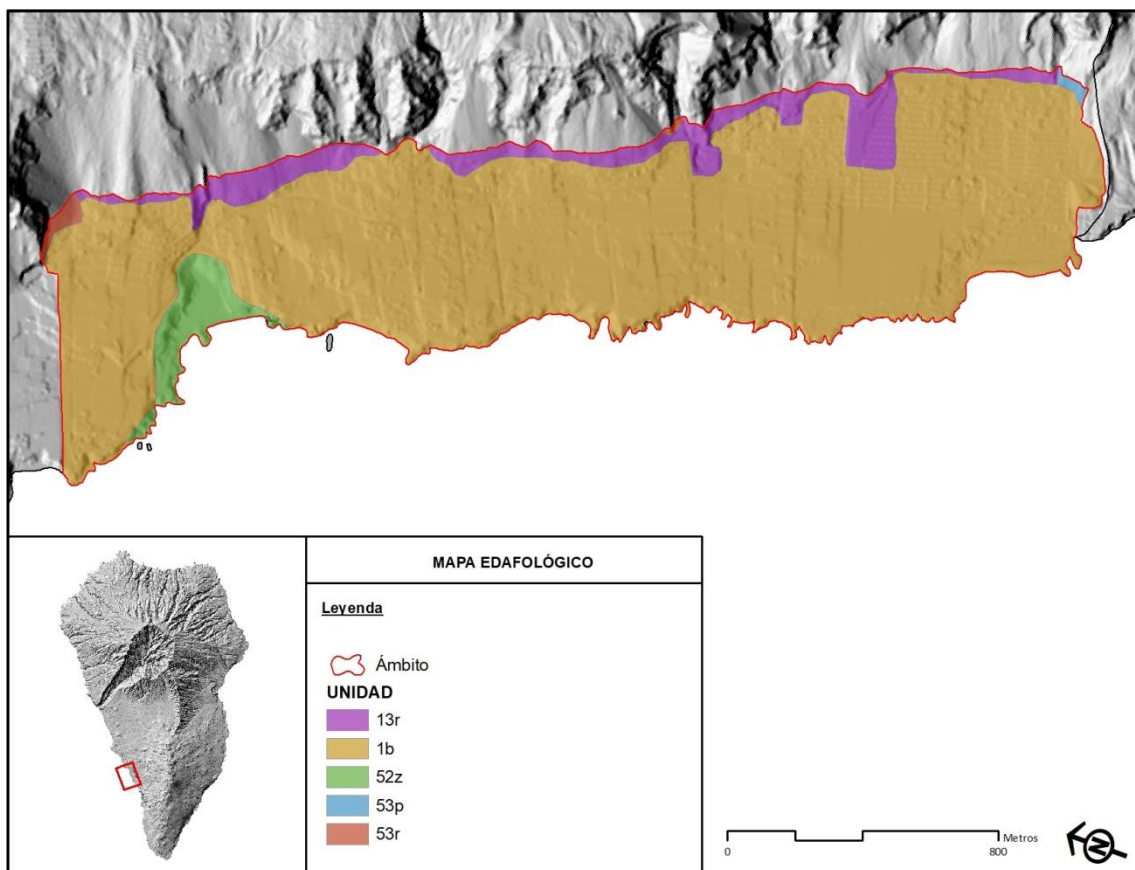 MAPA EDAFOLÓGICO
Leyenda
Ámbito
UNIDAD
13r
1b
52z
53p
53r
Metros
0
800
N